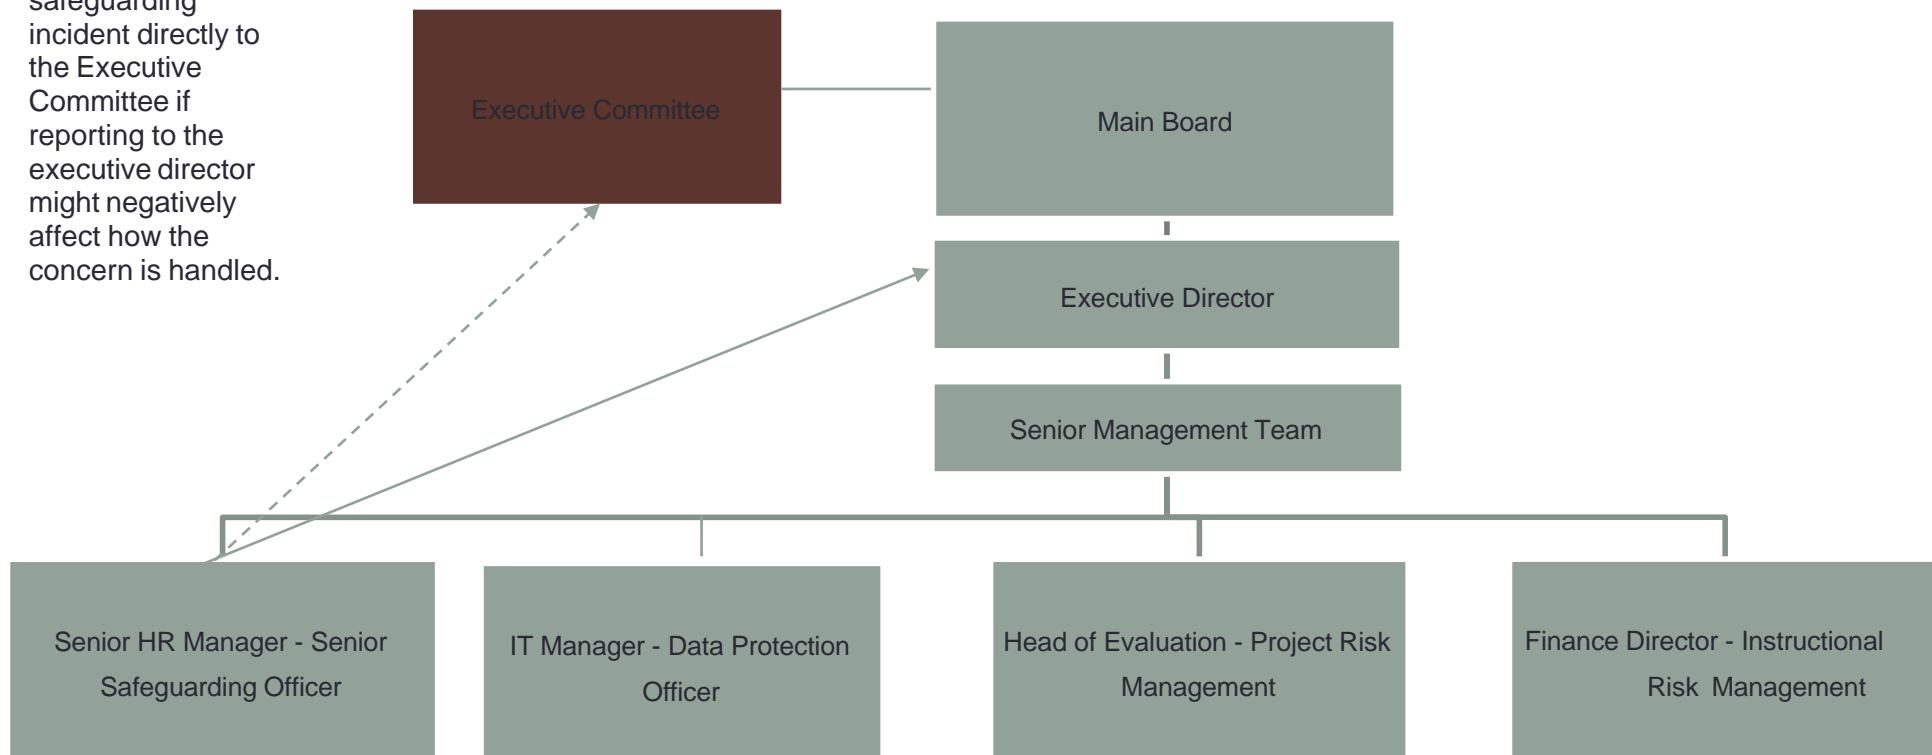 safeguarding
incident directly to
the Executive
Committee if
reporting to the
executive director
might negatively
affect how the
concern is handled.
Executive Committee
Main Board
Executive Director
Senior Management Team
Senior HR Manager - Senior
Safeguarding Officer
IT Manager - Data Protection
Officer
Head of Evaluation - Project Risk
Management
Finance Director - Instructional
Risk Management